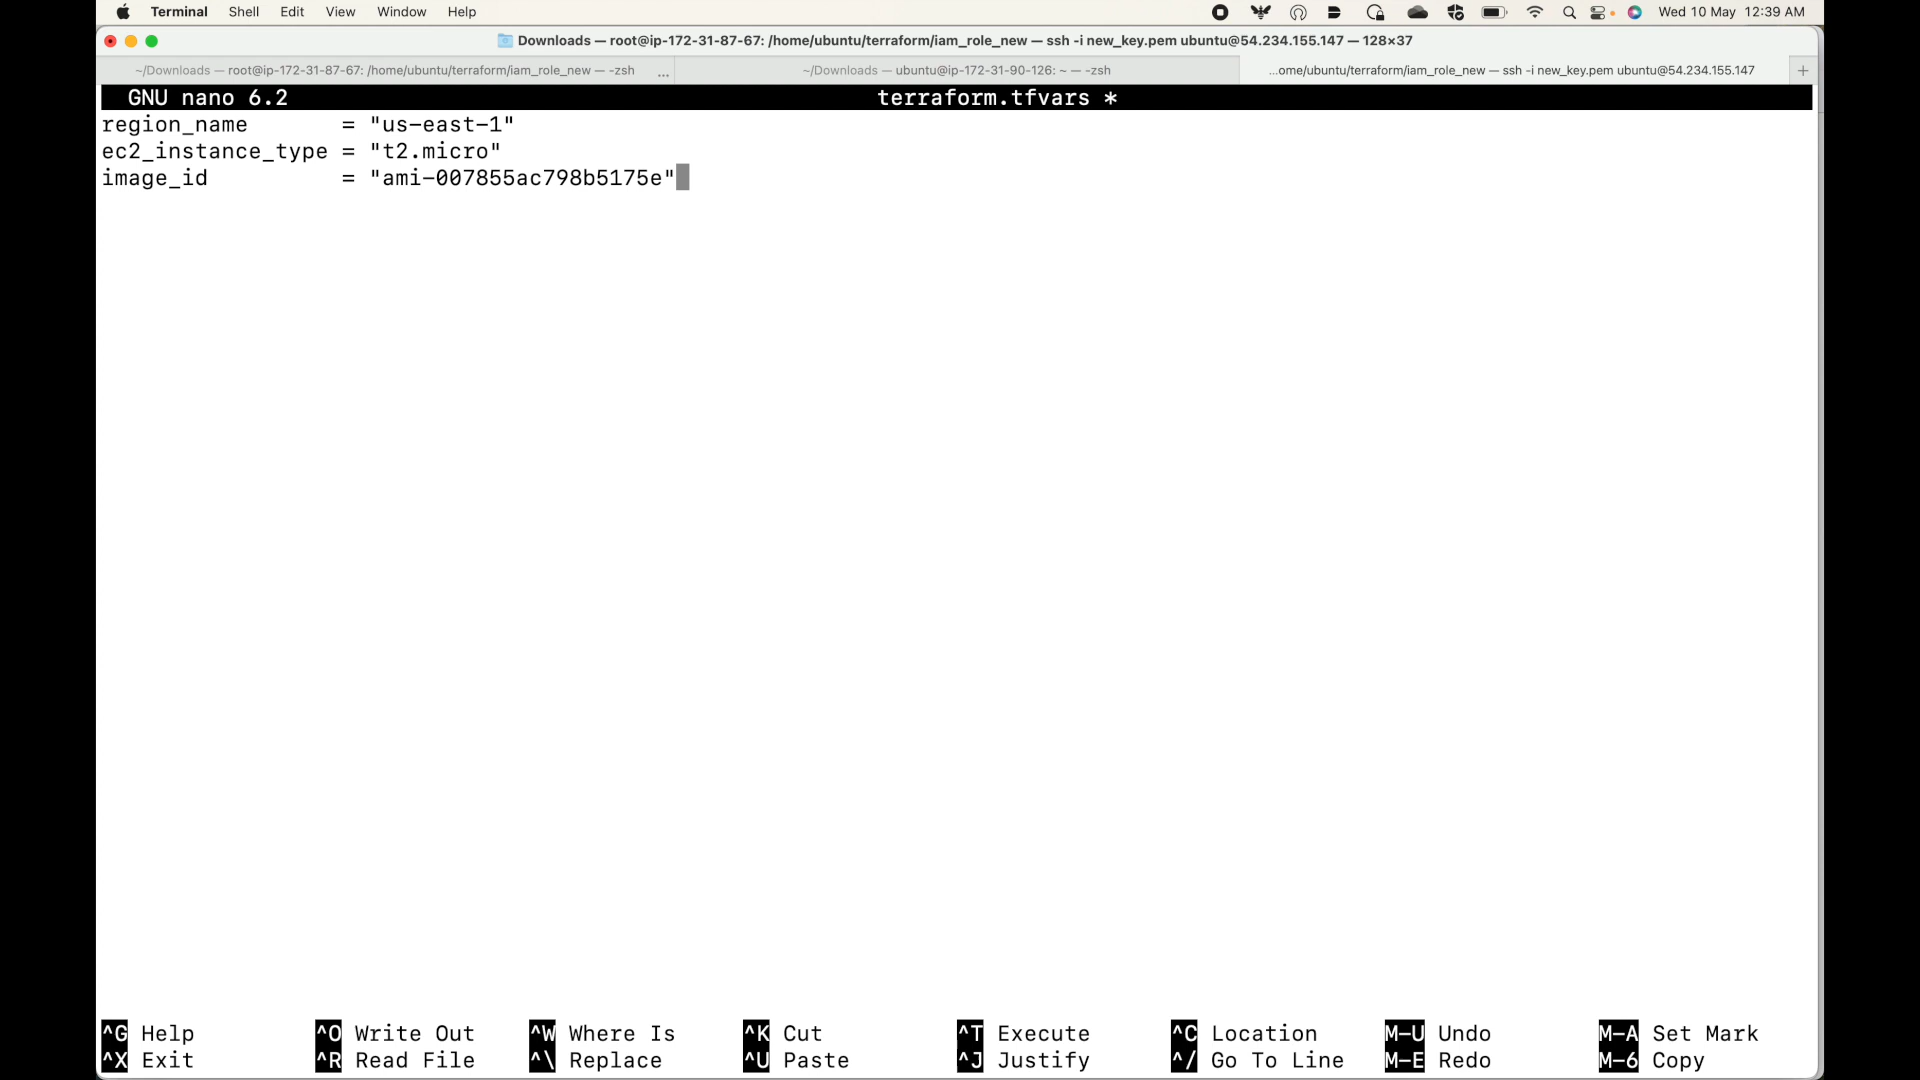 Terminal Shell Edit View Window Help Wed 10 May 12:39 AM
Downloads — root@ip-172-31-87-67: /home/ubuntu/terraform/iam_role_new — ssh -i new_key.pem ubuntu@54.234.155.147 — 128×37
~/Downloads — root@ip-172-31-87-67: /home/ubuntu/terraform/iam_role_new — -zsh ... ~/Downloads — ubuntu@ip-172-31-90-126: ~ — -zsh ...ome/ubuntu/terraform/iam_role_new — ssh -i new_key.pem ubuntu@54.234.155.147 +
GNU nano 6.2 terraform.tfvars *
region_name = "us-east-1"
ec2_instance_type = "t2.micro"
image_id = "ami-007855ac798b5175e"
^G Help ^O Write Out ^W Where Is ^K Cut ^T Execute ^C Location M-U Undo M-A Set Mark
^X Exit ^R Read File ^\ Replace ^U Paste ^J Justify ^/ Go To Line M-E Redo M-6 Copy